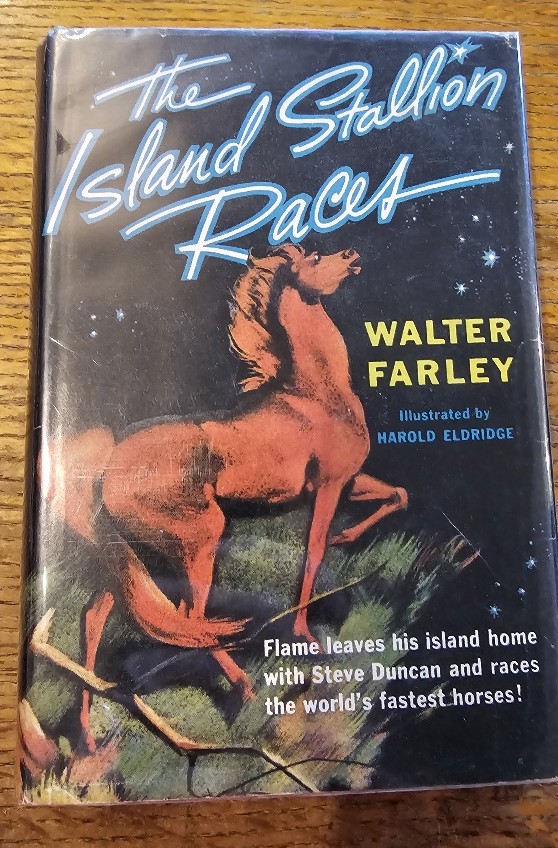 The
Island Stallion
Races
WALTER
FARLEY
Illustrated by
HAROLD ELDRIDGE
Flame leaves his island home
with Steve Duncan and races
the world's fastest horses!